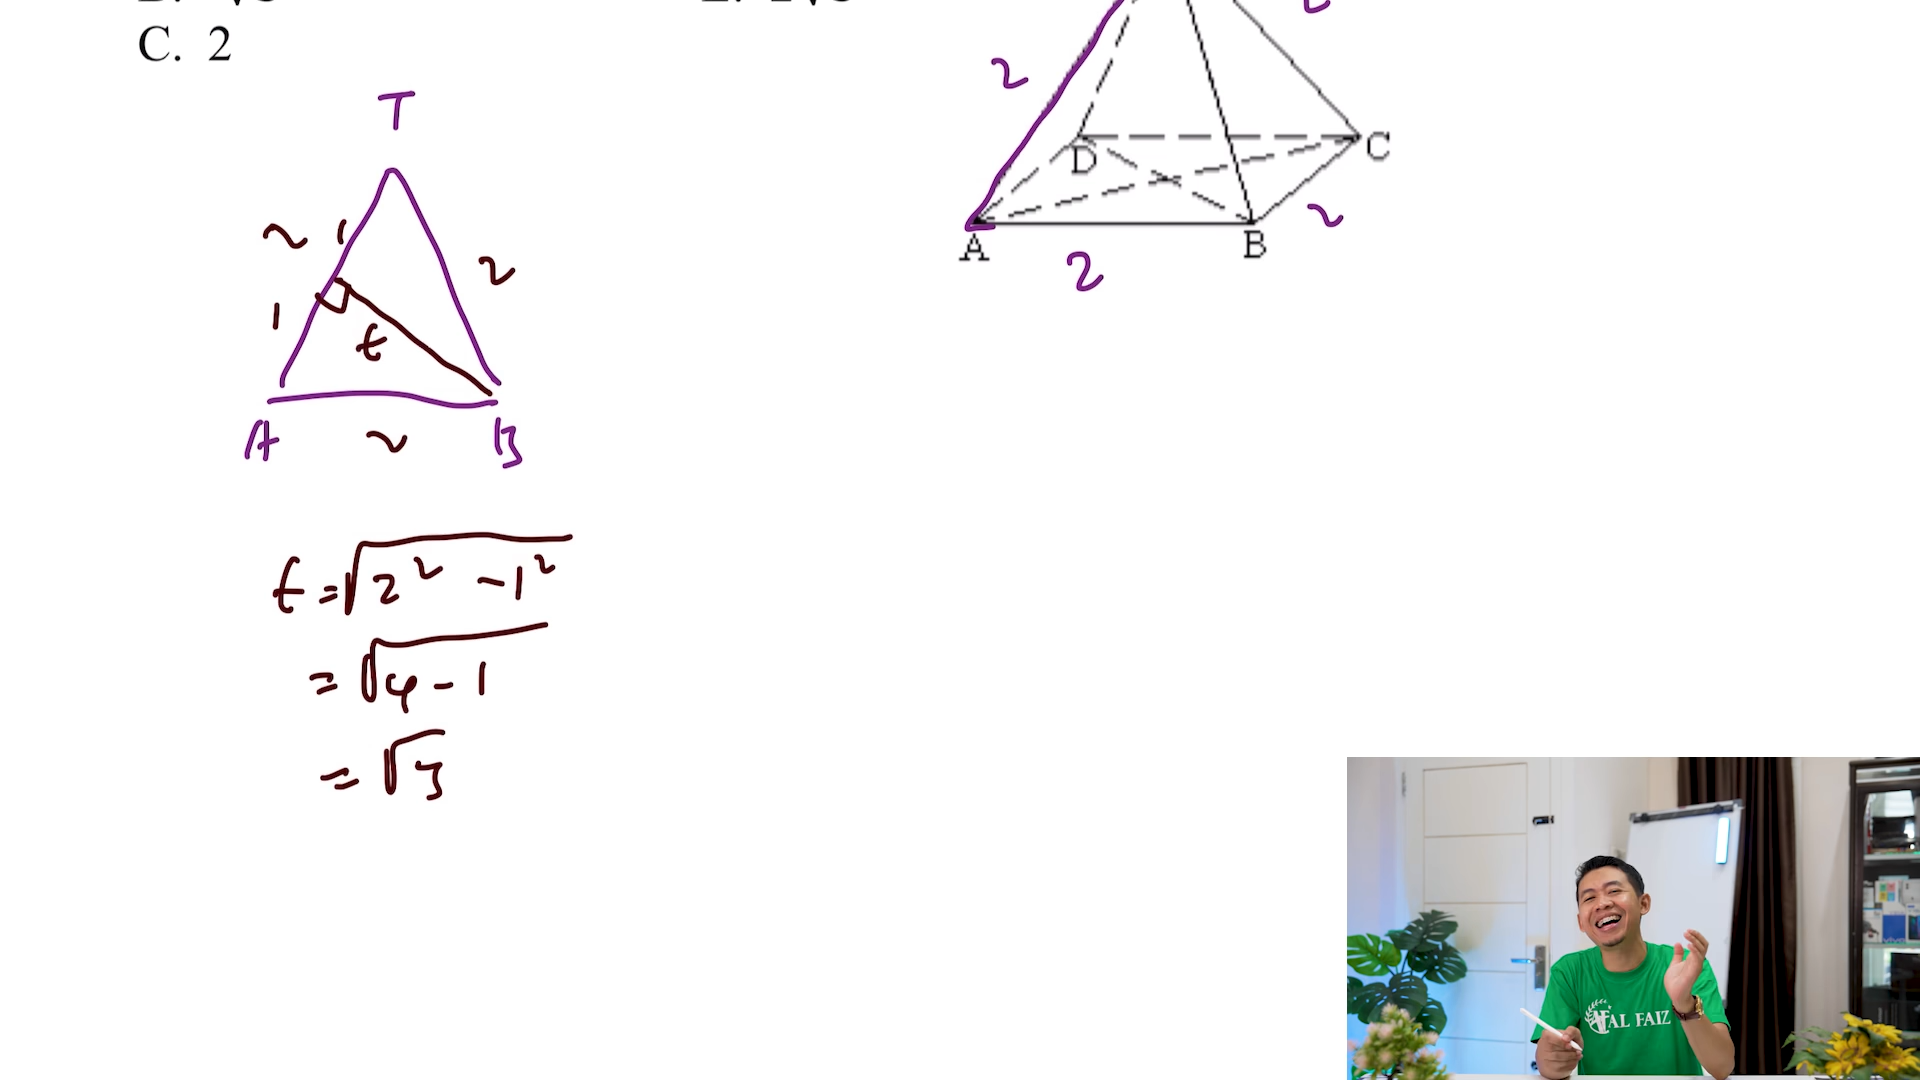 C. 2
T
2
D
C
2 1
2
2
A
B
1
t
2
A
2
B
t = √2² - 1²
= √4 - 1
= √3
AL FAIZ